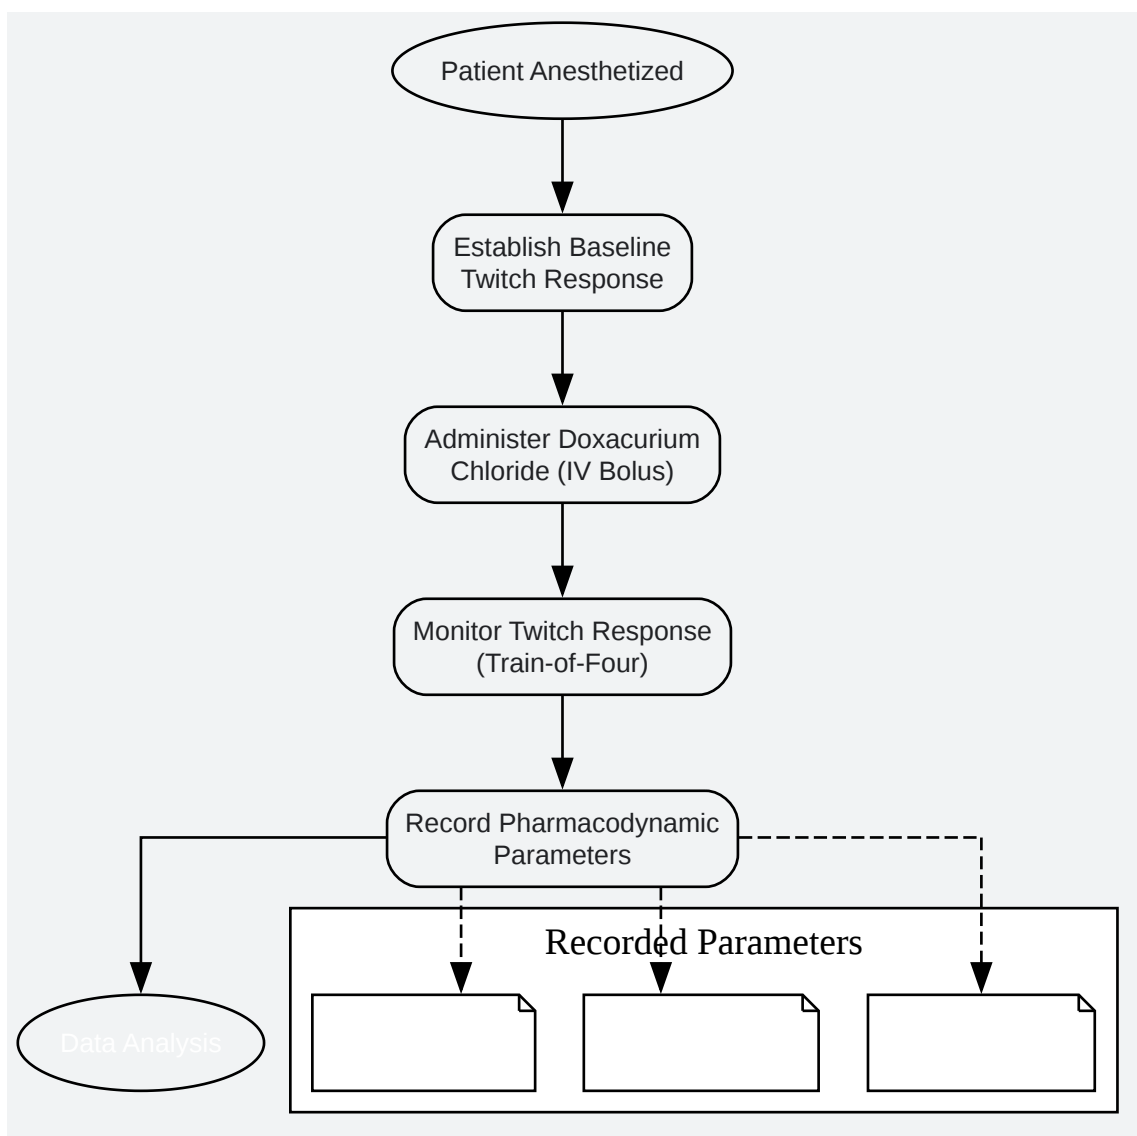 Patient Anesthetized
Establish Baseline
Twitch Response
Administer Doxacurium
Chloride (IV Bolus)
Monitor Twitch Response
(Train-of-Four)
Record Pharmacodynamic
Parameters
Recorded Parameters
Data Analysis